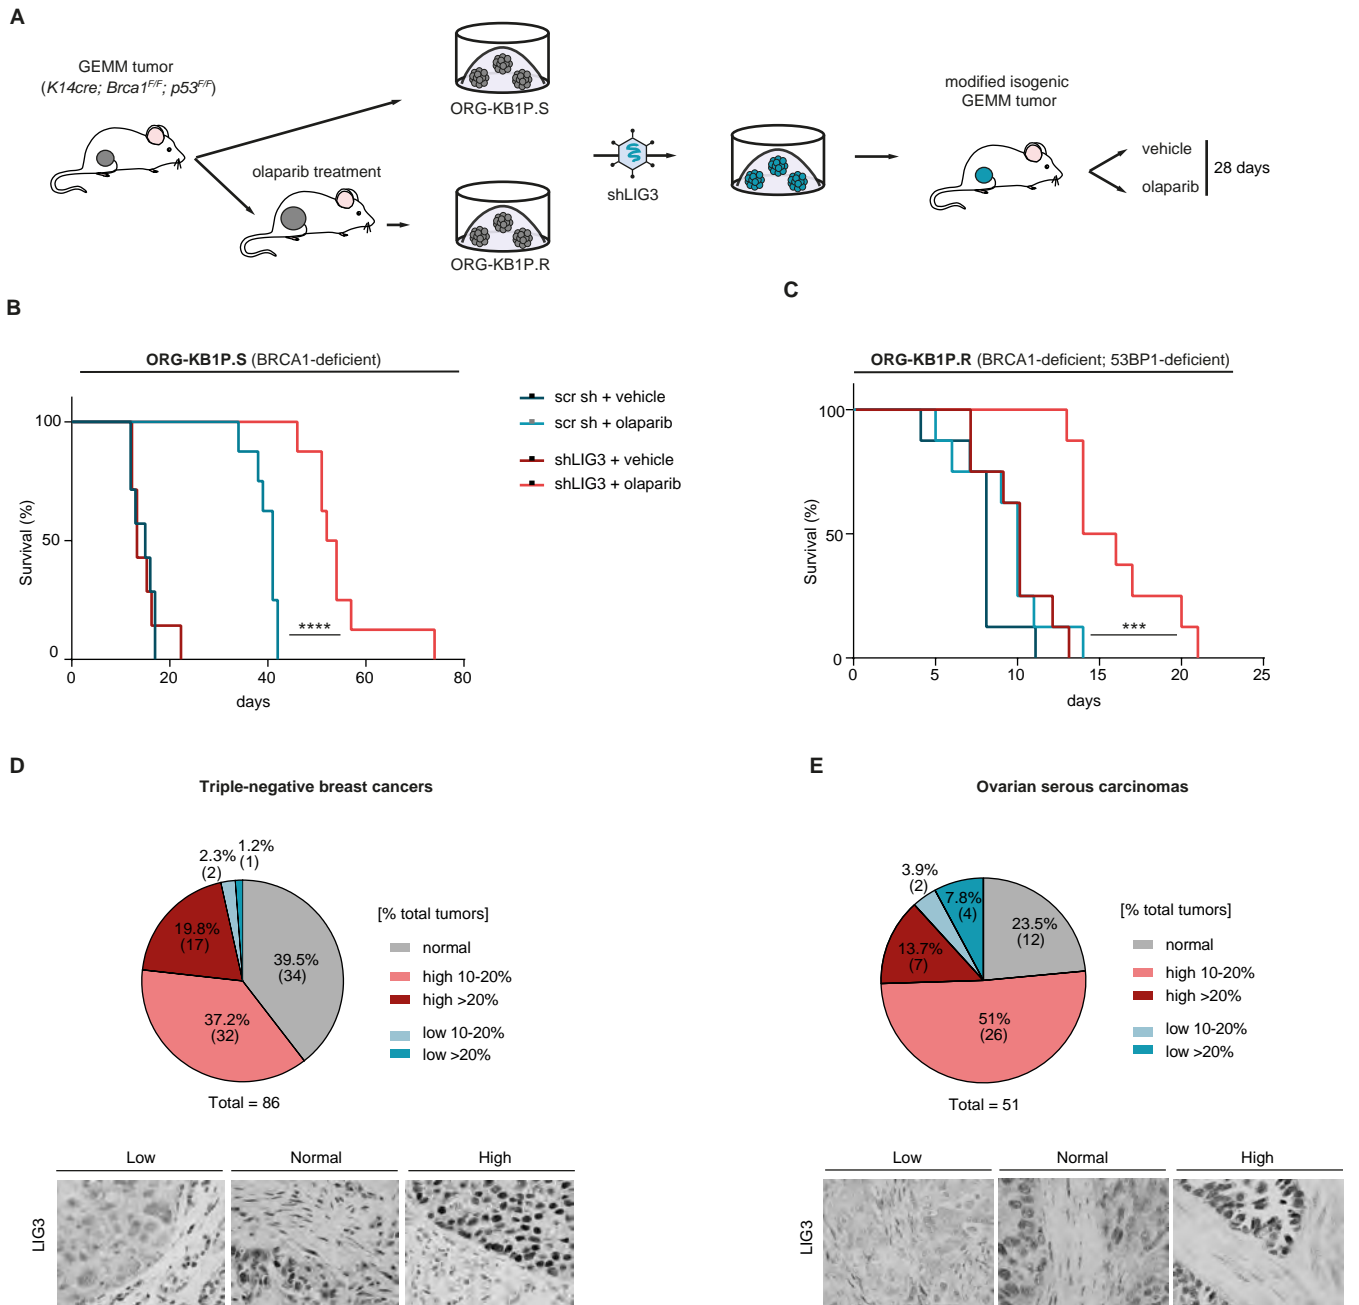 A
GEMM tumor
(K14cre; Brca1F/F; p53F/F)
olaparib treatment
ORG-KB1P.S
ORG-KB1P.R
shLIG3
modified isogenic
GEMM tumor
vehicle
olaparib
28 days
B
ORG-KB1P.S (BRCA1-deficient)
100
50
0
Survival (%)
****
0 20 40 60 80
days
scr sh + vehicle
scr sh + olaparib
shLIG3 + vehicle
shLIG3 + olaparib
C
ORG-KB1P.R (BRCA1-deficient; 53BP1-deficient)
100
50
0
Survival (%)
***
0 5 10 15 20 25
days
D
Triple-negative breast cancers
2.3%
(2)
1.2%
(1)
19.8%
(17)
39.5%
(34)
37.2%
(32)
Total = 86
[% total tumors]
normal
high 10-20%
high >20%
low 10-20%
low >20%
Low Normal High
LIG3
E
Ovarian serous carcinomas
3.9%
(2)
7.8%
(4)
23.5%
(12)
13.7%
(7)
51%
(26)
Total = 51
[% total tumors]
normal
high 10-20%
high >20%
low 10-20%
low >20%
Low Normal High
LIG3